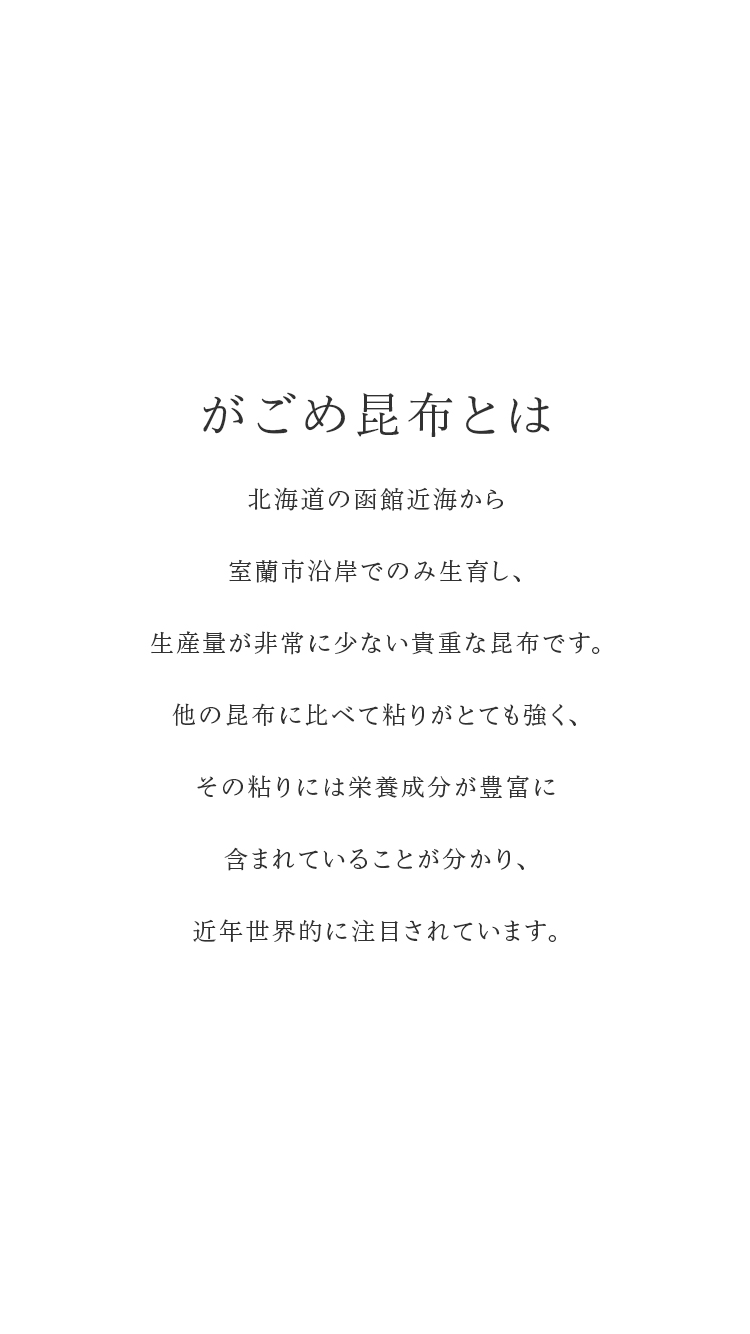 がごめ昆布とは
北海道の函館近海から
室蘭市沿岸でのみ生育し、
生産量が非常に少ない貴重な昆布です。
他の昆布に比べて粘りがとても強く、
その粘りには栄養成分が豊富に
含まれていることが分かり、
近年世界的に注目されています。